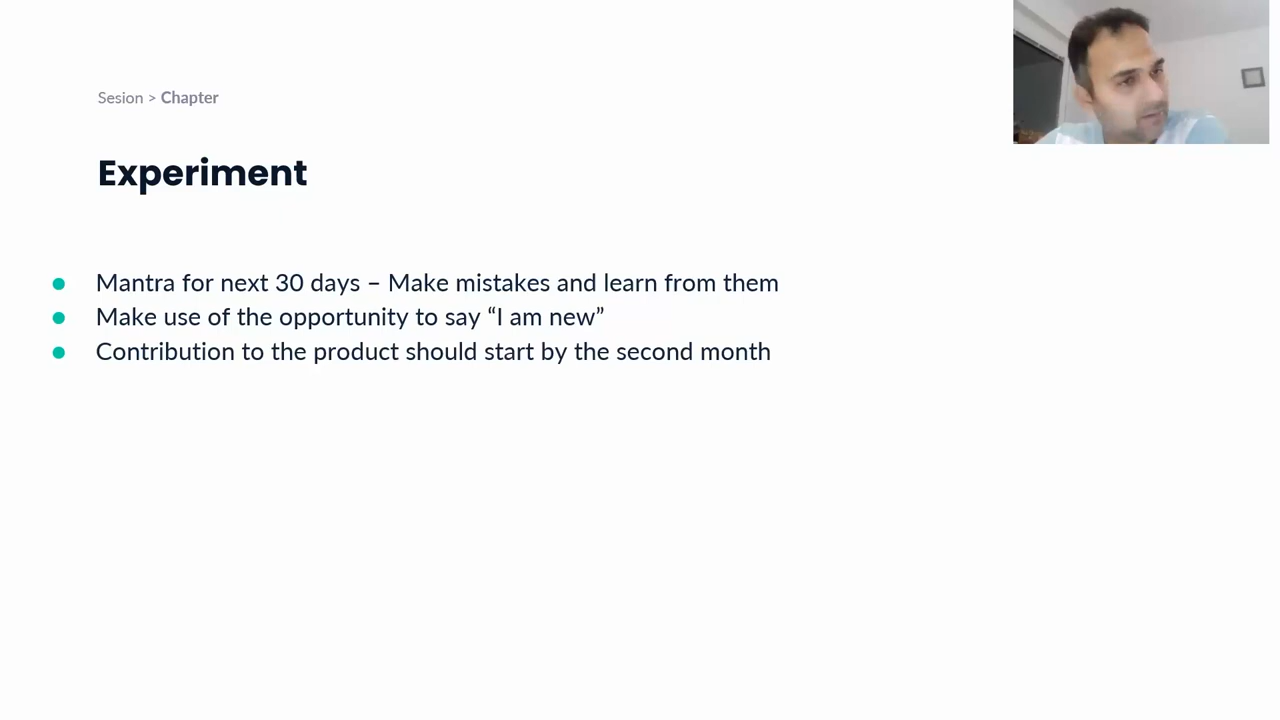 Sesion > Chapter
Experiment
Mantra for next 30 days – Make mistakes and learn from them
Make use of the opportunity to say “I am new”
Contribution to the product should start by the second month